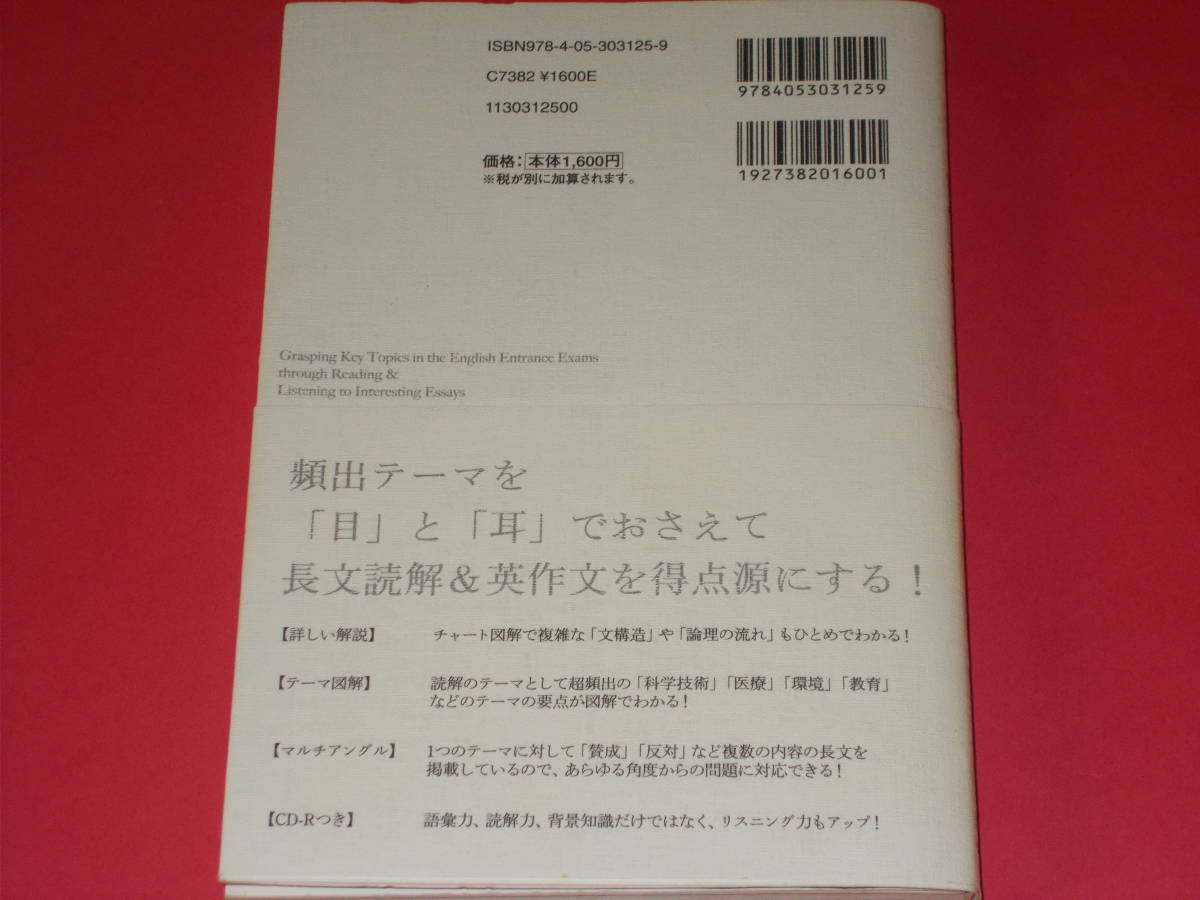 ISBN978-4-05-303125-9
C7382 ¥1600E
1130312500
価格：本体1,600円
※税が別に加算されます。
9784053031259
1927382016001
Grasping Key Topics in the English Entrance Exams
through Reading &
Listening to Interesting Essays
頻出テーマを
「目」と「耳」でおさえて
長文読解＆英作文を得点源にする！
【詳しい解説】 チャート図解で複雑な「文構造」や「論理の流れ」もひとめでわかる！
【テーマ図解】 読解のテーマとして超頻出の「科学技術」「医療」「環境」「教育」
などのテーマの要点が図解でわかる！
【マルチアングル】 1つのテーマに対して「賛成」「反対」など複数の内容の長文を
掲載しているので、あらゆる角度からの問題に対応できる！
【CD-Rつき】 語彙力、読解力、背景知識だけではなく、リスニング力もアップ！